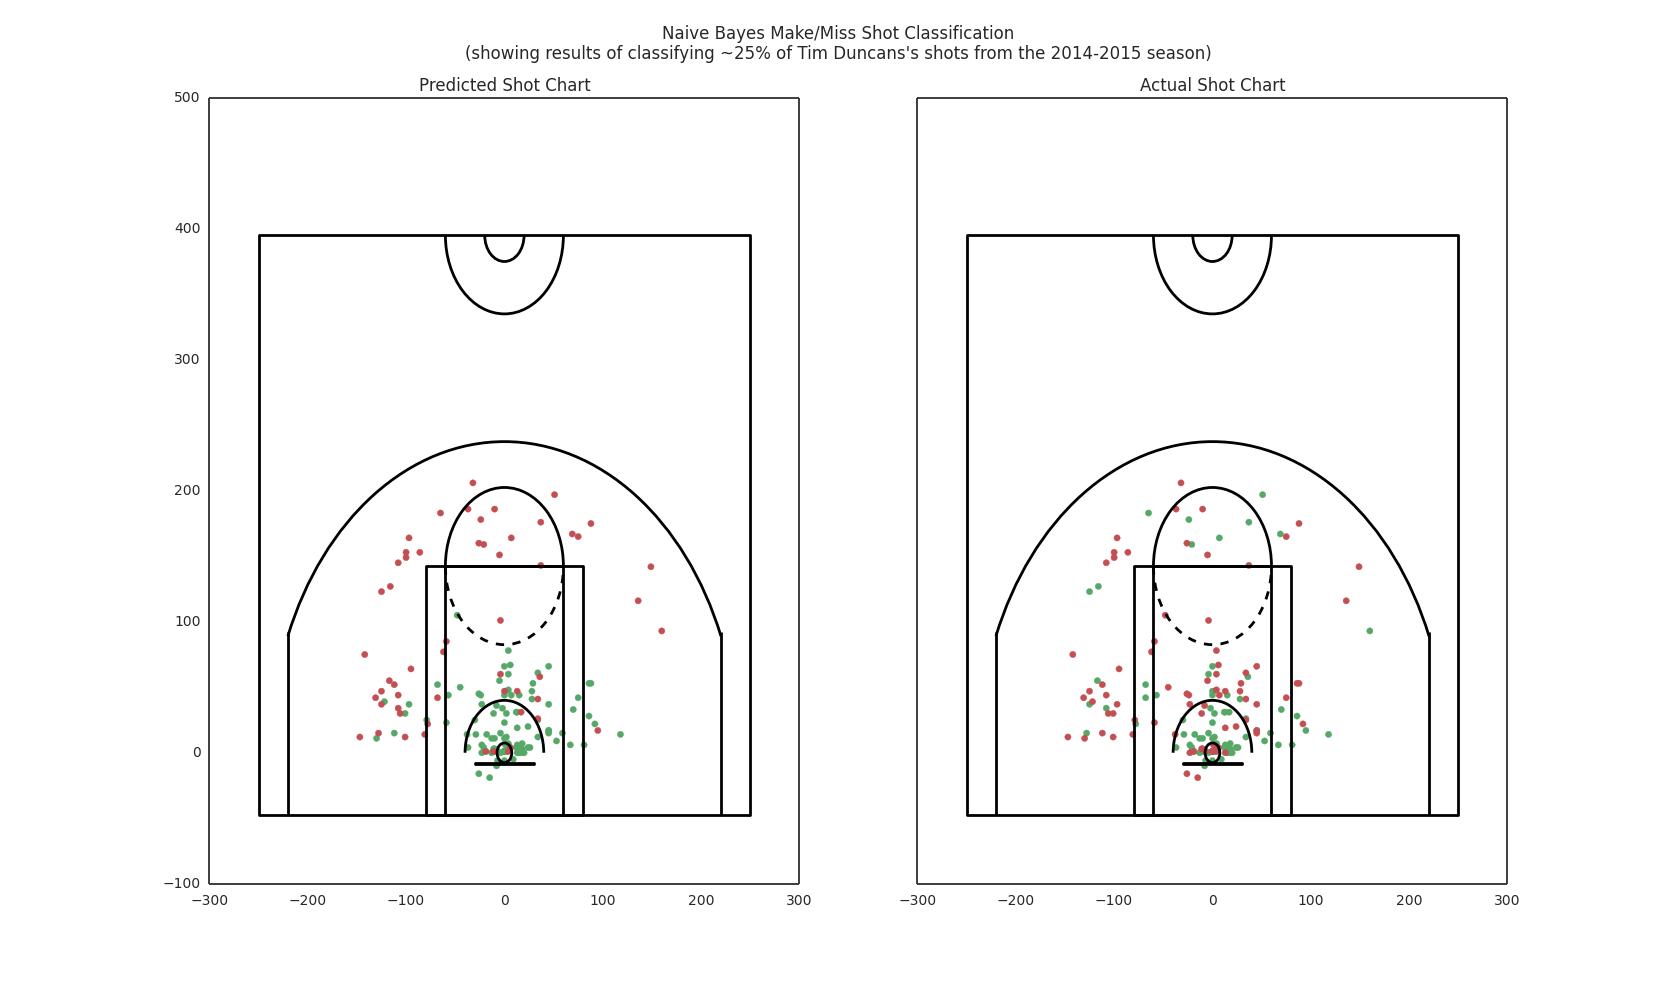 Naive Bayes Make/Miss Shot Classification
(showing results of classifying ~25% of Tim Duncans's shots from the 2014-2015 season)
Predicted Shot Chart
Actual Shot Chart
500
400
300
200
100
0
−100
−300 −200 −100 0 100 200 300
−300 −200 −100 0 100 200 300